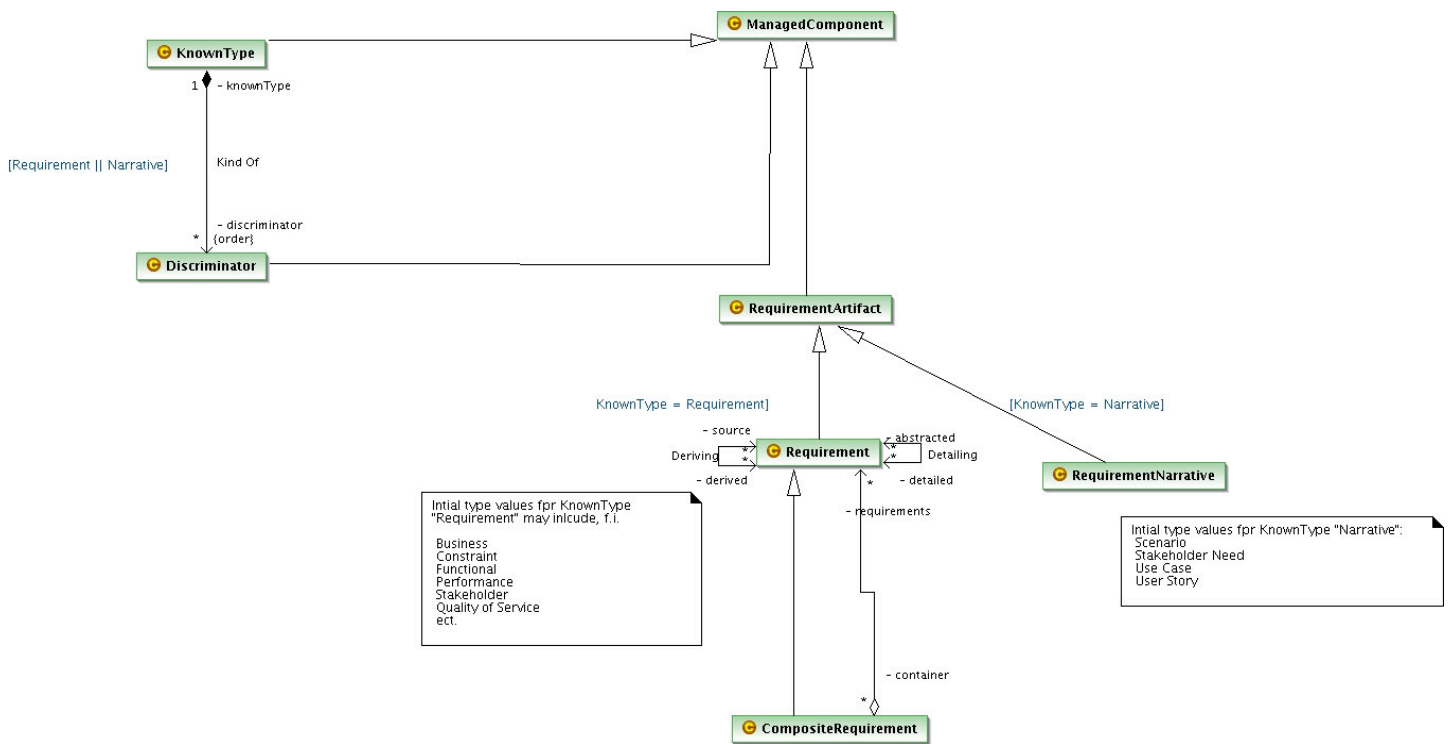 ManagedComponent
KnownType
1
- knownType
[Requirement || Narrative]
Kind Of
- discriminator
*
{order}
Discriminator
RequirementArtifact
KnownType = Requirement]
[KnownType = Narrative]
- source
- abstracted
*
*
Requirement
Deriving
Detailing
*
*
- derived
- detailed
RequirementNarrative
*
- requirements
Intial type values fpr KnownType
"Requirement" may inlcude, f.i.
Business
Constraint
Functional
Performance
Stakeholder
Quality of Service
ect.
Intial type values fpr KnownType "Narrative":
Scenario
Stakeholder Need
Use Case
User Story
- container
*
CompositeRequirement